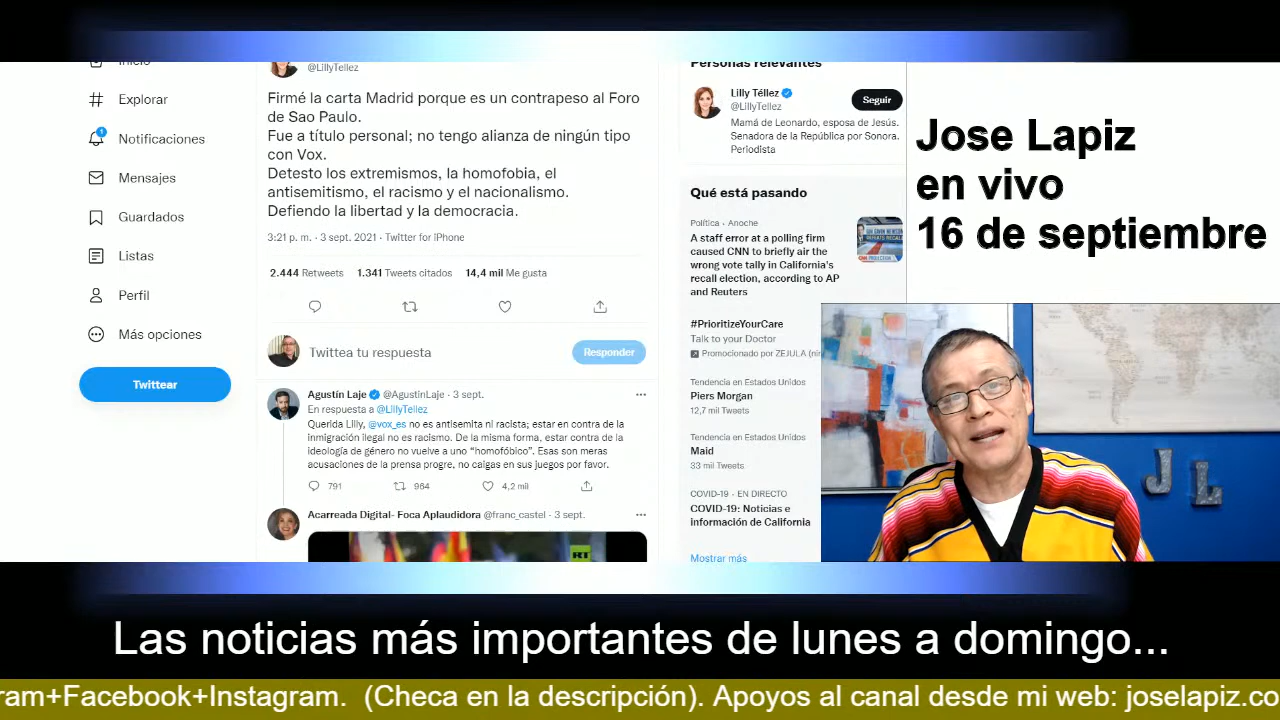 Inicio
Explorar
1
Notificaciones
Mensajes
Guardados
Listas
Perfil
Más opciones
Twittear
@LillyTellez
Firmé la carta Madrid porque es un contrapeso al Foro
de Sao Paulo.
Fue a título personal; no tengo alianza de ningún tipo
con Vox.
Detesto los extremismos, la homofobia, el
antisemitismo, el racismo y el nacionalismo.
Defiendo la libertad y la democracia.
3:21 p. m. · 3 sept. 2021 · Twitter for iPhone
2.444 Retweets 1.341 Tweets citados 14,4 mil Me gusta
Twittea tu respuesta
Responder
Agustín Laje @AgustinLaje · 3 sept.
En respuesta a @LillyTellez
Querida Lilly, @vox_es no es antisemita ni racista; estar en contra de la
inmigración ilegal no es racismo. De la misma forma, estar contra de la
ideología de género no vuelve a uno “homofóbico”. Esas son meras
acusaciones de la prensa progre, no caigas en sus juegos por favor.
791 964 4,2 mil
Acarreada Digital- Foca Aplaudidora @franc_castel · 3 sept.
RT
Personas relevantes
Lilly Téllez
@LillyTellez
Seguir
Mamá de Leonardo, esposa de Jesús.
Senadora de la República por Sonora.
Periodista
Qué está pasando
Política · Anoche
A staff error at a polling firm
caused CNN to briefly air the
wrong vote tally in California's
recall election, according to AP
and Reuters
#PrioritizeYourCare
Talk to your Doctor
Promocionado por ZEJULA
Tendencia en Estados Unidos
Piers Morgan
12,7 mil Tweets
Tendencia en Estados Unidos
Maid
33 mil Tweets
COVID-19 · EN DIRECTO
COVID-19: Noticias e
información de California
Mostrar más
Jose Lapiz
en vivo
16 de septiembre
J L
Las noticias más importantes de lunes a domingo...
ram+Facebook+Instagram. (Checa en la descripción). Apoyos al canal desde mi web: joselapiz.co